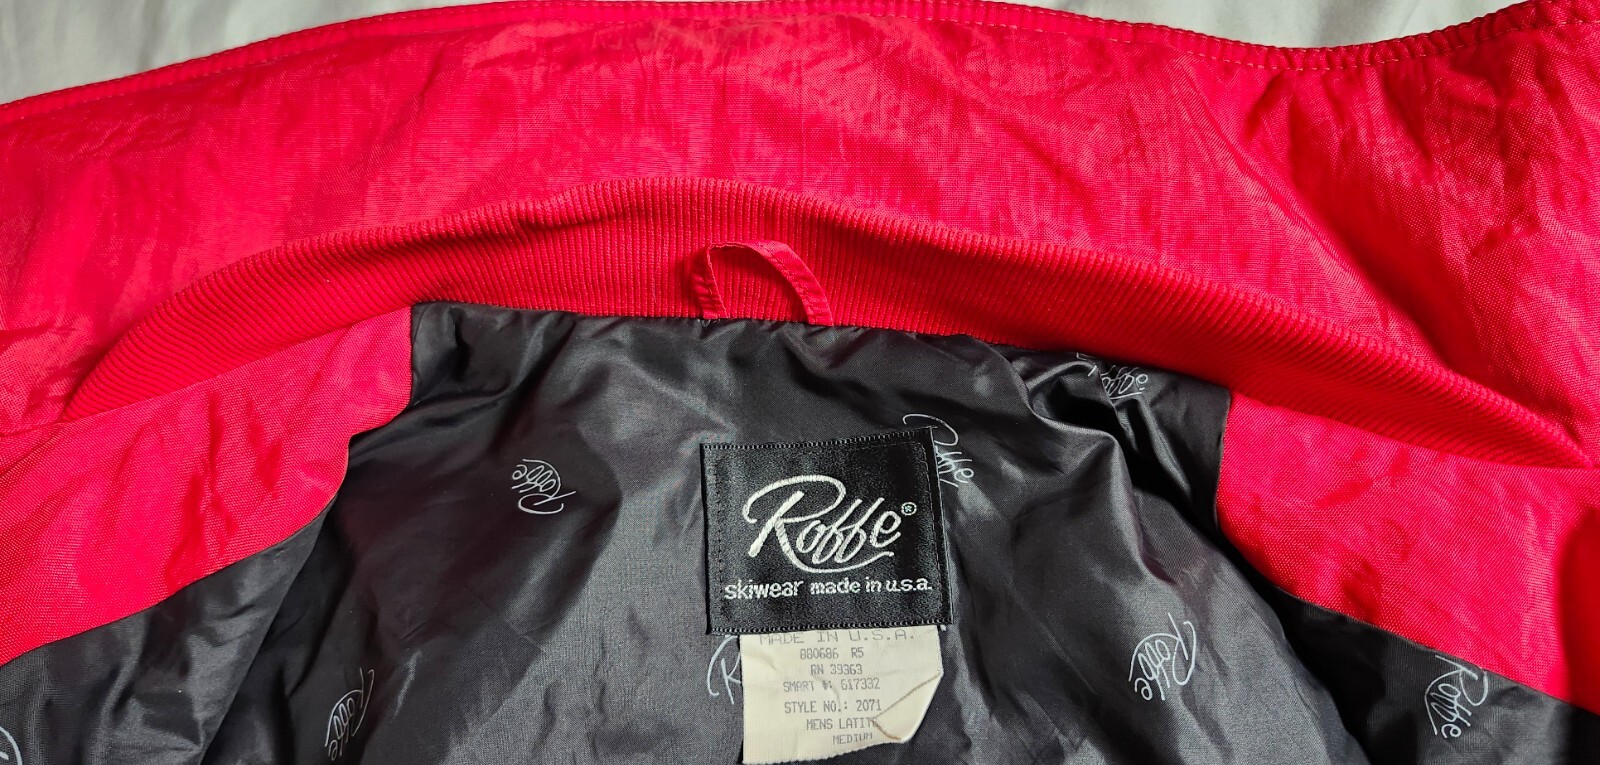 Roffe
Roffe
Roffe
Roffe®
skiwear made in u.s.a.
MADE IN U.S.A.
880686 R5
RN 39363
SMART #: 617332
STYLE NO.: 2071
MENS LATIT
MEDIUM
Roffe
Roffe
Roffe
R